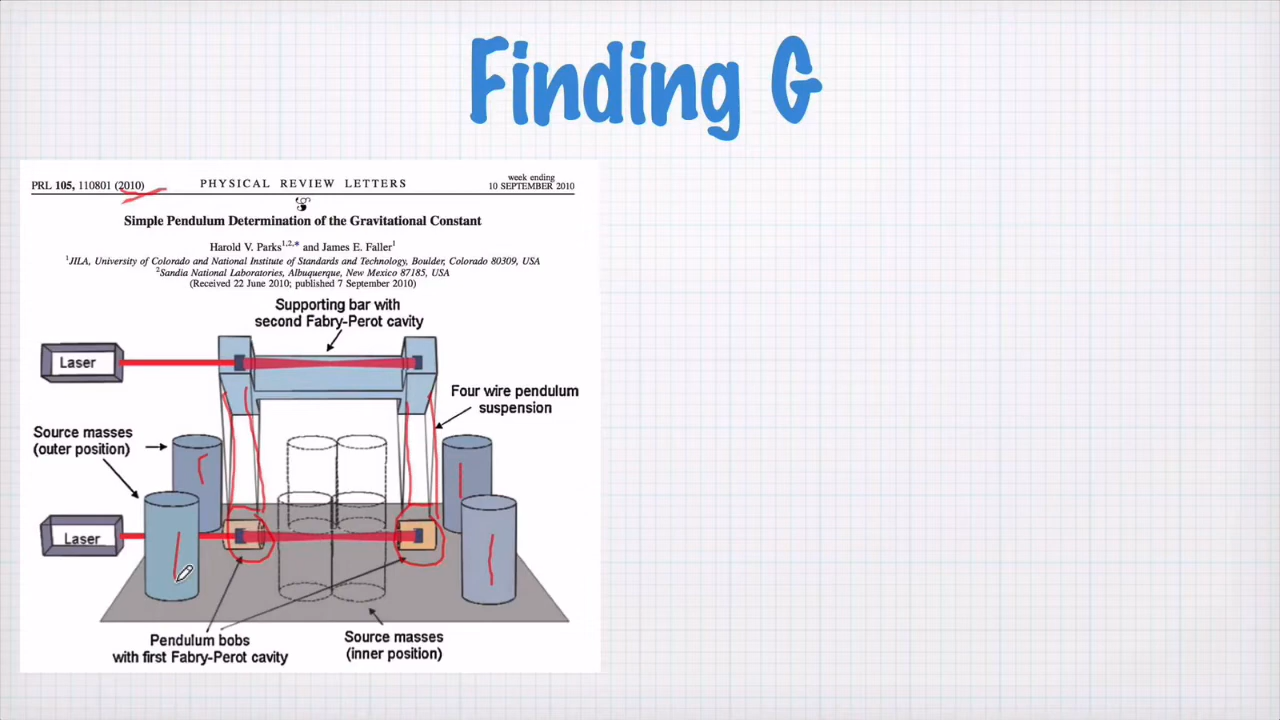 Finding G
PRL 105, 110801 (2010)
PHYSICAL REVIEW LETTERS
week ending
10 SEPTEMBER 2010
Simple Pendulum Determination of the Gravitational Constant
Harold V. Parks1,2,* and James E. Faller1
1JILA, University of Colorado and National Institute of Standards and Technology, Boulder, Colorado 80309, USA
2Sandia National Laboratories, Albuquerque, New Mexico 87185, USA
(Received 22 June 2010; published 7 September 2010)
Supporting bar with
second Fabry-Perot cavity
Laser
Four wire pendulum
suspension
Source masses
(outer position)
Laser
Pendulum bobs
with first Fabry-Perot cavity
Source masses
(inner position)